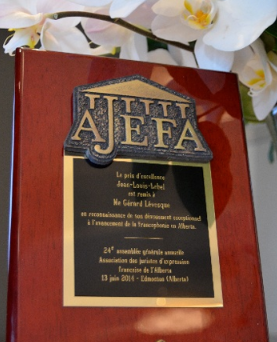 AJEFA
Le prix d'excellence
Jean-Louis-Lebel
est remis à
Me Gérard Lévesque
en reconnaissance de son dévouement exceptionnel
à l'avancement de la francophonie en Alberta.
24e assemblée générale annuelle
Association des juristes d'expression
française de l'Alberta
13 juin 2014 - Edmonton (Alberta)